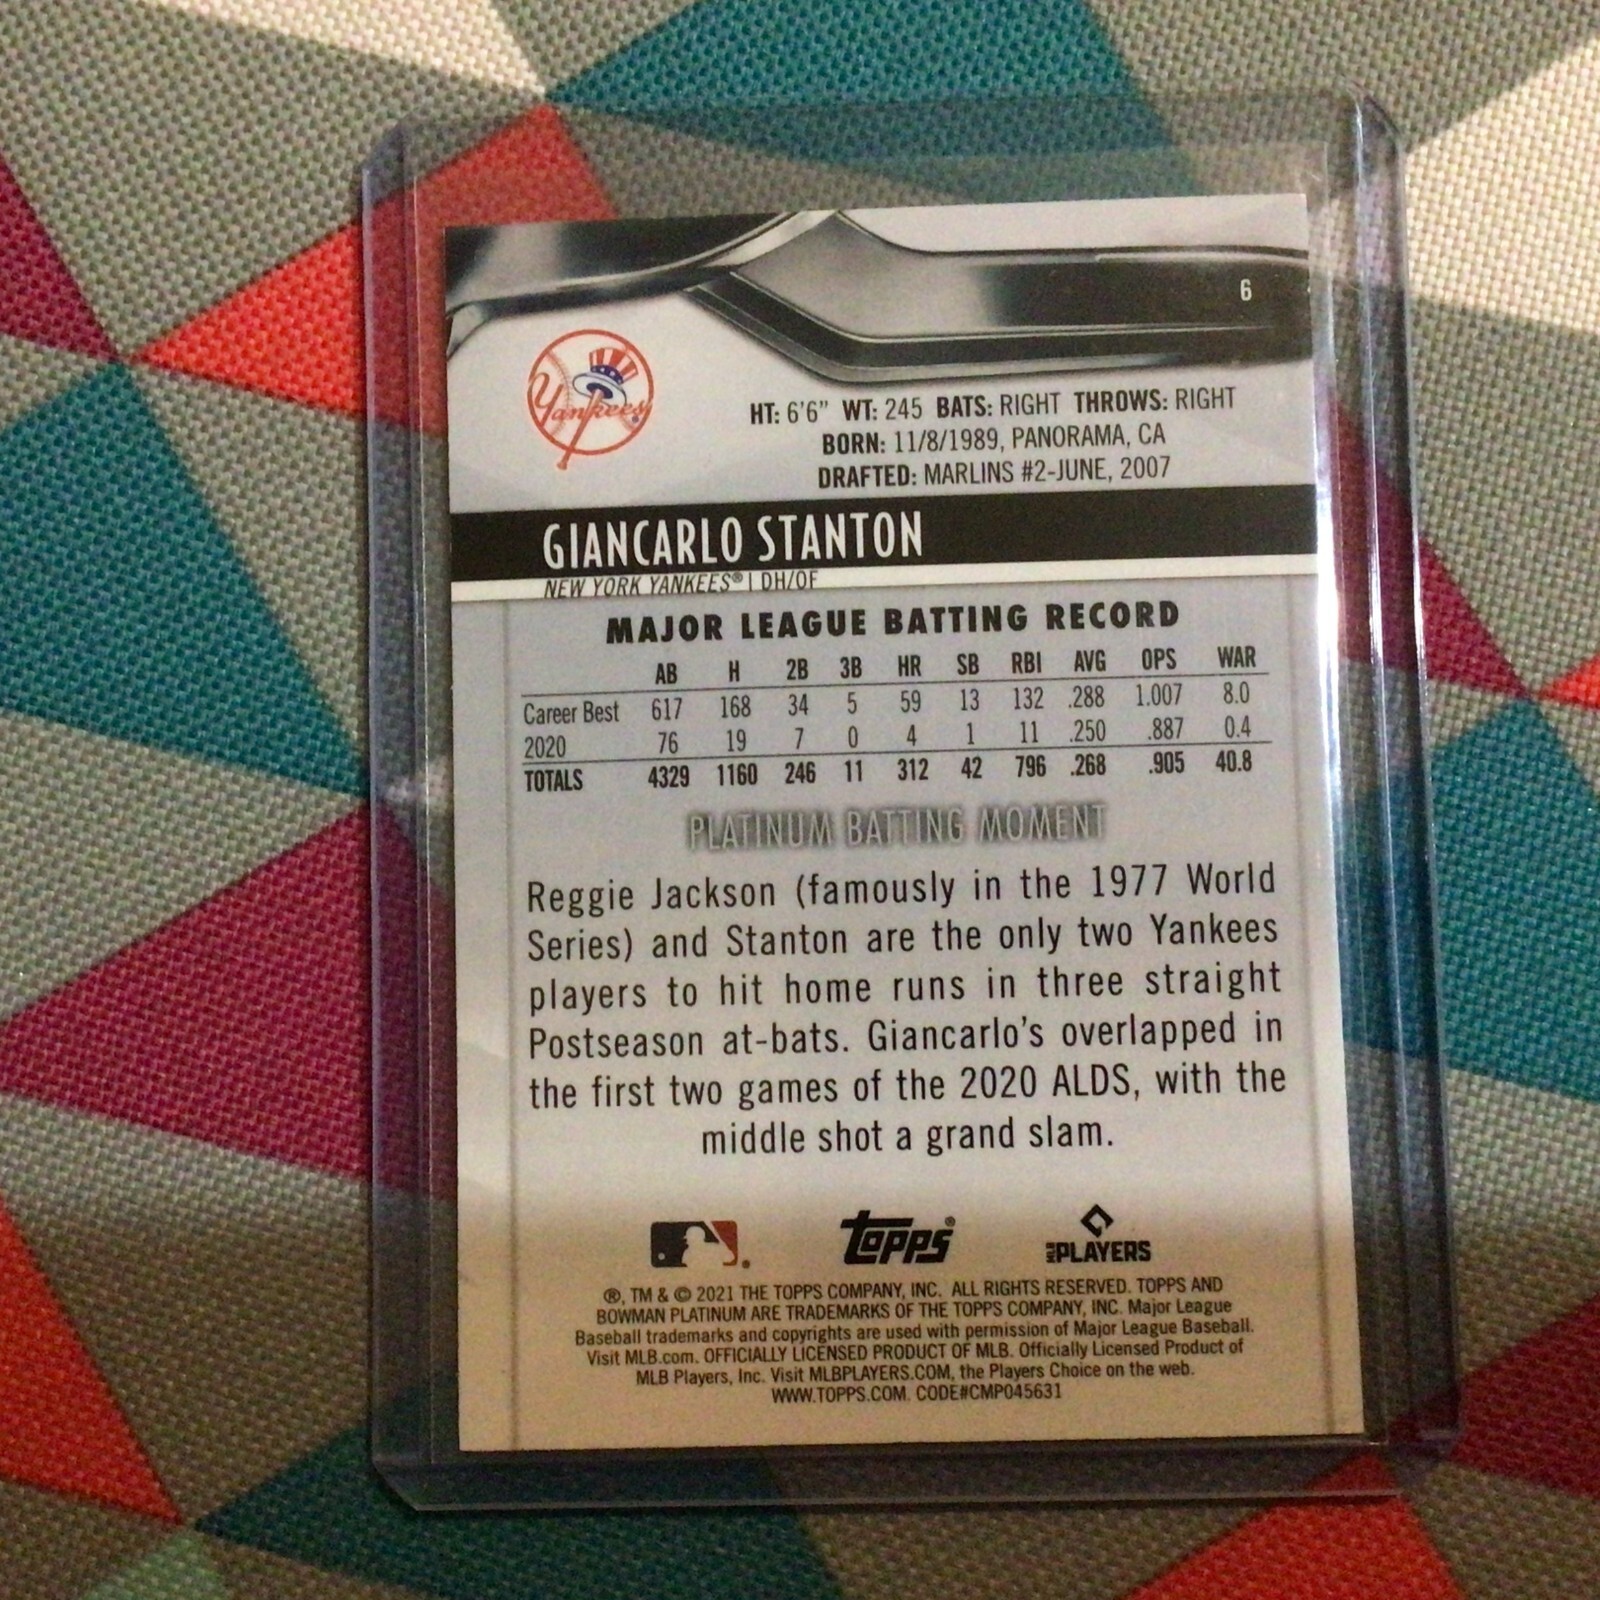 6
Yankees
HT: 6'6" WT: 245 BATS: RIGHT THROWS: RIGHT
BORN: 11/8/1989, PANORAMA, CA
DRAFTED: MARLINS #2-JUNE, 2007
GIANCARLO STANTON
NEW YORK YANKEES® | DH/OF
MAJOR LEAGUE BATTING RECORD
AB H 2B 3B HR SB RBI AVG OPS WAR
Career Best 617 168 34 5 59 13 132 .288 1.007 8.0
2020 76 19 7 0 4 1 11 .250 .887 0.4
TOTALS 4329 1160 246 11 312 42 796 .268 .905 40.8
PLATINUM BATTING MOMENT
Reggie Jackson (famously in the 1977 World
Series) and Stanton are the only two Yankees
players to hit home runs in three straight
Postseason at-bats. Giancarlo's overlapped in
the first two games of the 2020 ALDS, with the
middle shot a grand slam.
topps® MLB PLAYERS
®, TM & © 2021 THE TOPPS COMPANY, INC. ALL RIGHTS RESERVED. TOPPS AND
BOWMAN PLATINUM ARE TRADEMARKS OF THE TOPPS COMPANY, INC. Major League
Baseball trademarks and copyrights are used with permission of Major League Baseball.
Visit MLB.com. OFFICIALLY LICENSED PRODUCT OF MLB. Officially Licensed Product of
MLB Players, Inc. Visit MLBPLAYERS.COM, the Players Choice on the web.
WWW.TOPPS.COM. CODE#CMP045631